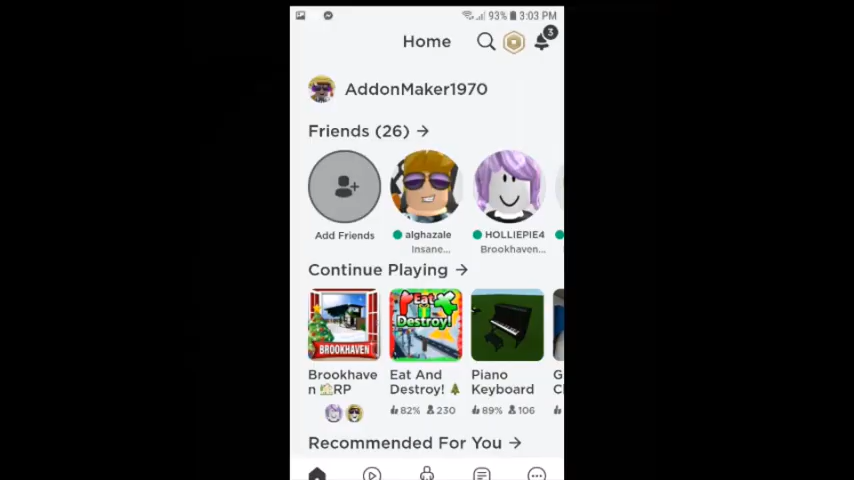 93% 3:03 PM
Home
3
AddonMaker1970
Friends (26) →
Add Friends
alghazale
Insane...
HOLLIEPIE4
Brookhaven...
Continue Playing →
BROOKHAVEN
Eat
Destroy!
Brookhave
n 🏡RP
Eat And
Destroy! 🌲
82% 230
Piano
Keyboard
89% 106
G
C
Recommended For You →